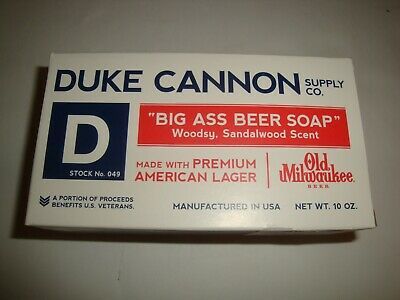 DUKE CANNON SUPPLY CO.
D
STOCK No. 049
"BIG ASS BEER SOAP"
Woodsy, Sandalwood Scent
MADE WITH PREMIUM
AMERICAN LAGER
Old
Milwaukee
BEER
A PORTION OF PROCEEDS
BENEFITS U.S. VETERANS.
MANUFACTURED IN USA
NET WT. 10 OZ.